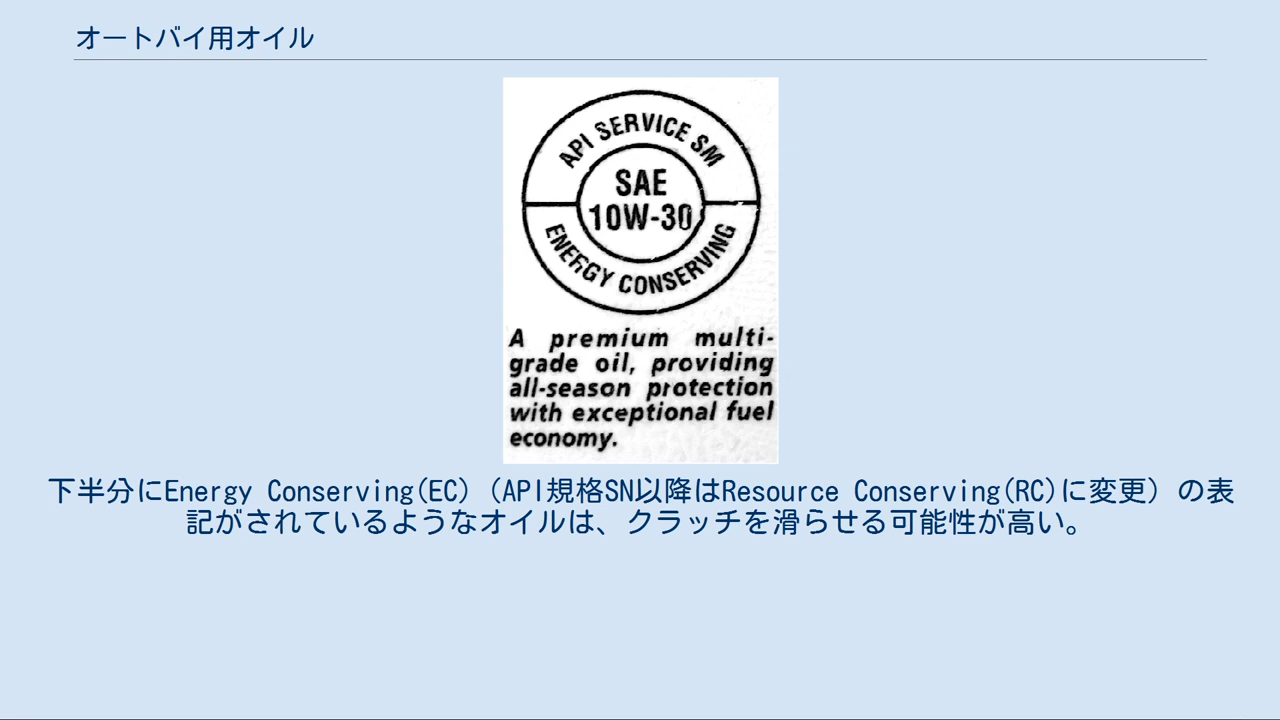 オートバイ用オイル
API SERVICE SM
SAE
10W-30
ENERGY CONSERVING
A premium multi-
grade oil, providing
all-season protection
with exceptional fuel
economy.
下半分にEnergy Conserving(EC)（API規格SN以降はResource Conserving(RC)に変更）の表
記がされているようなオイルは、クラッチを滑らせる可能性が高い。